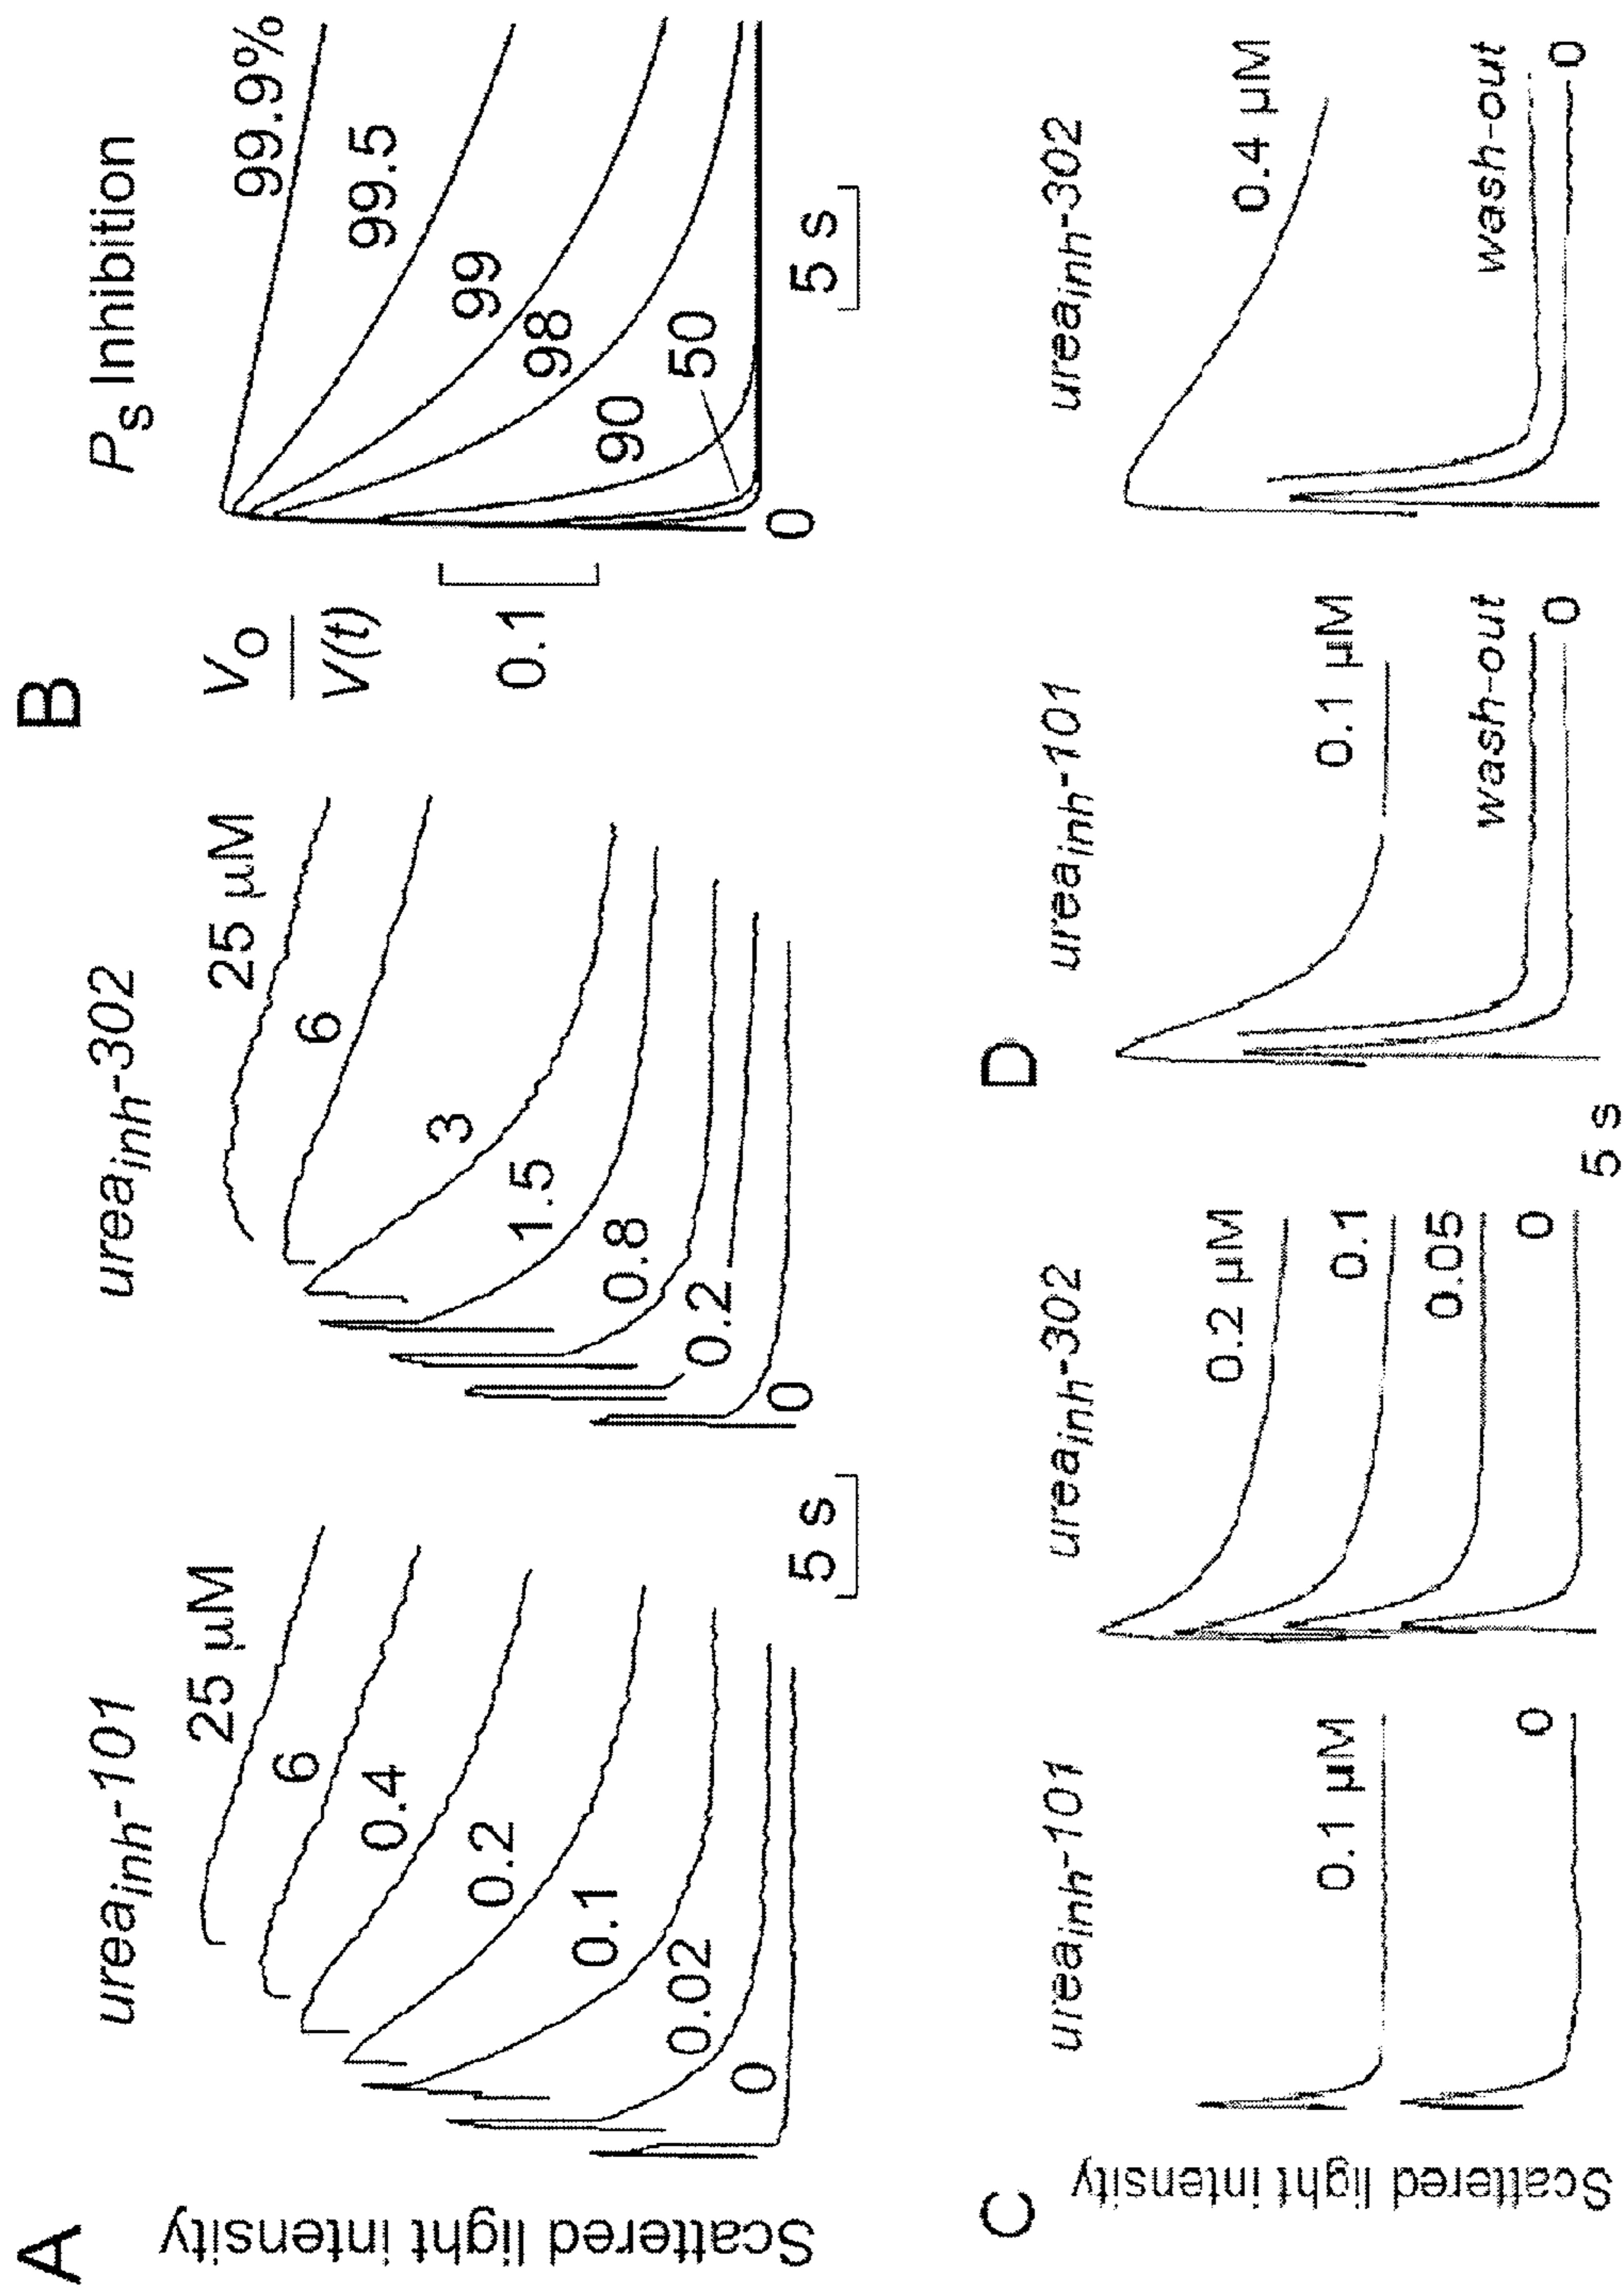 A
Scattered light intensity
urea_inh-101
25 µM
6
0.4
0.2
0.1
0.02
0
5 s
urea_inh-302
25 µM
6
3
1.5
0.8
0.2
0
B
V_o
V(t)
0.1
P_S Inhibition
99.9%
99.5
99
98
90
50
0
5 s
C
Scattered light intensity
urea_inh-101
0.1 µM
0
urea_inh-302
0.2 µM
0.1
0.05
0
5 s
D
urea_inh-101
0.1 µM
wash-out
0
urea_inh-302
0.4 µM
wash-out
0